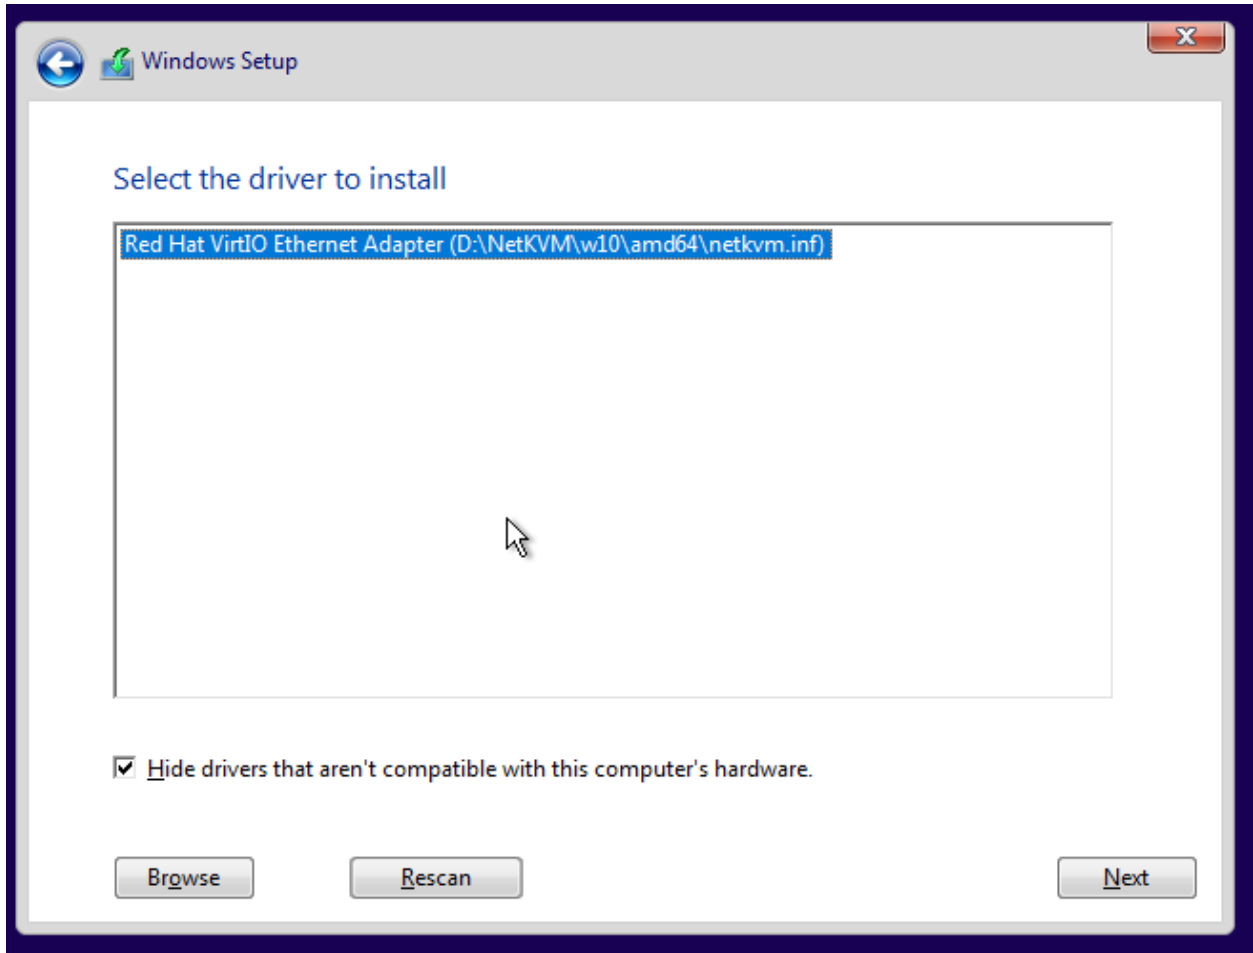 Windows Setup
Select the driver to install
Red Hat VirtIO Ethernet Adapter (D:\NetKVM\w10\amd64\netkvm.inf)
Hide drivers that aren't compatible with this computer's hardware.
Browse
Rescan
Next